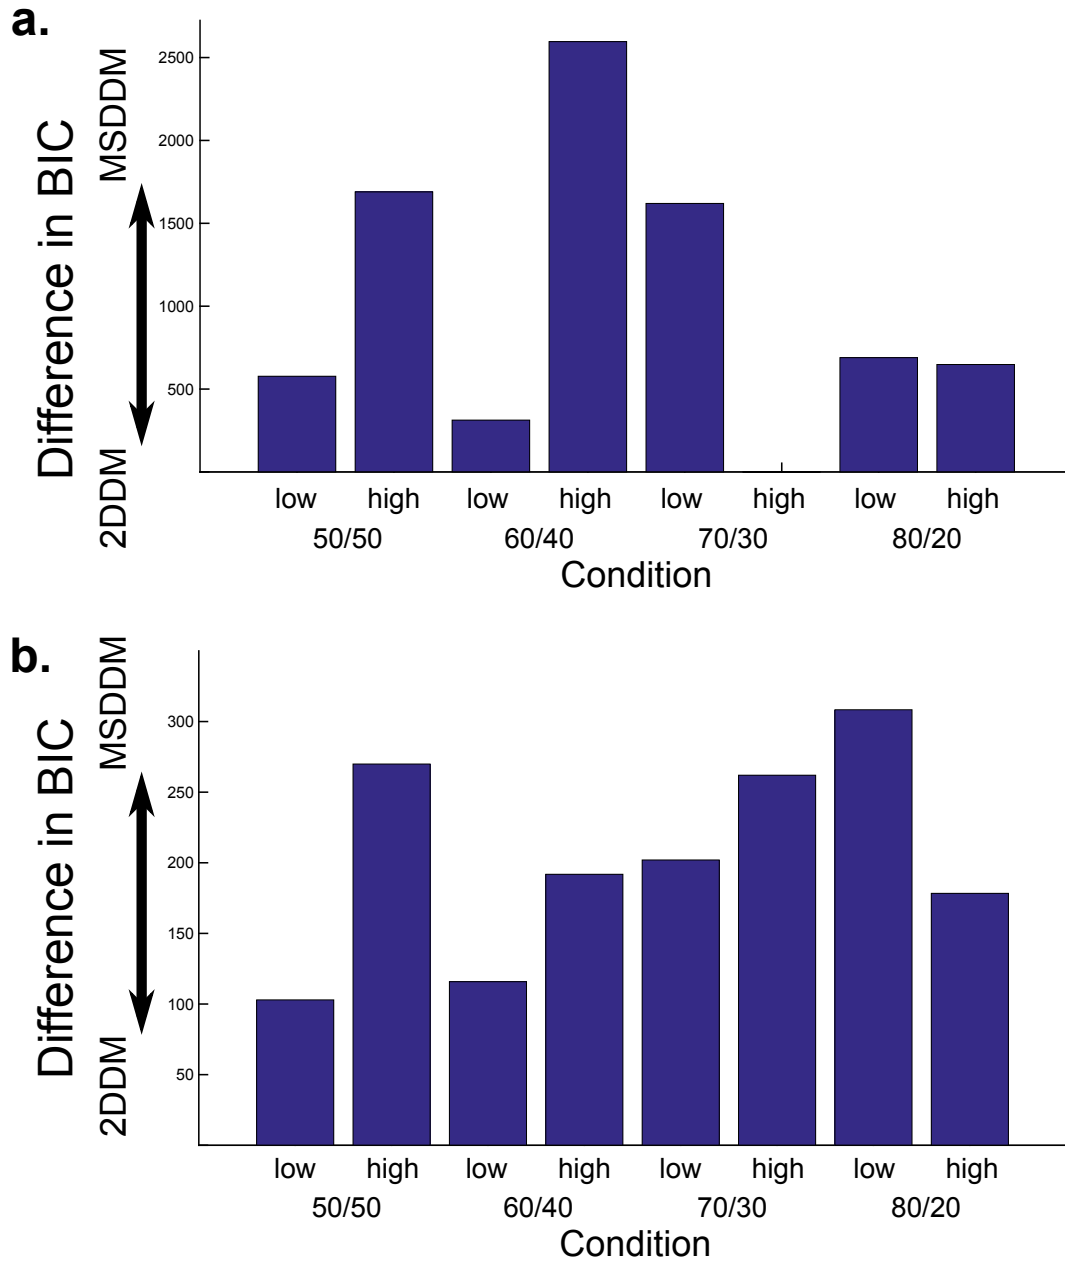 a.
Difference in BIC
MSDDM
2DDM
2500
2000
1500
1000
500
low high low high low high low high
50/50 60/40 70/30 80/20
Condition
b.
Difference in BIC
MSDDM
2DDM
300
250
200
150
100
50
low high low high low high low high
50/50 60/40 70/30 80/20
Condition